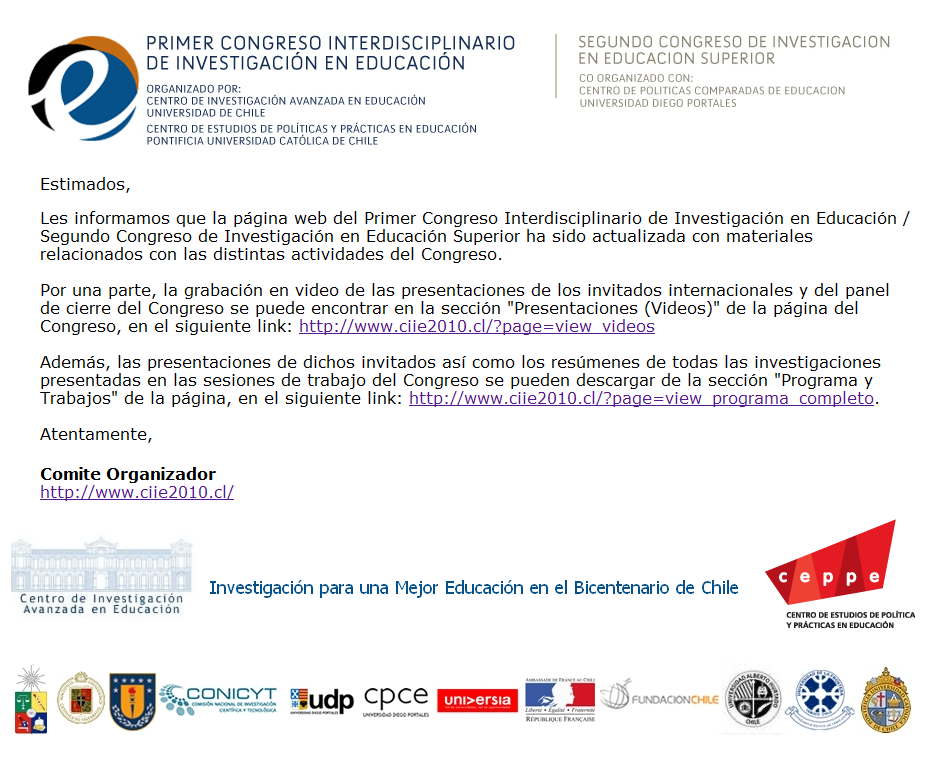 PRIMER CONGRESO INTERDISCIPLINARIO
DE INVESTIGACIÓN EN EDUCACIÓN
ORGANIZADO POR:
CENTRO DE INVESTIGACIÓN AVANZADA EN EDUCACIÓN
UNIVERSIDAD DE CHILE
CENTRO DE ESTUDIOS DE POLÍTICAS Y PRÁCTICAS EN EDUCACIÓN
PONTIFICIA UNIVERSIDAD CATÓLICA DE CHILE
SEGUNDO CONGRESO DE INVESTIGACION
EN EDUCACION SUPERIOR
CO ORGANIZADO CON:
CENTRO DE POLITICAS COMPARADAS DE EDUCACION
UNIVERSIDAD DIEGO PORTALES
Estimados,
Les informamos que la página web del Primer Congreso Interdisciplinario de Investigación en Educación /
Segundo Congreso de Investigación en Educación Superior ha sido actualizada con materiales
relacionados con las distintas actividades del Congreso.
Por una parte, la grabación en video de las presentaciones de los invitados internacionales y del panel
de cierre del Congreso se puede encontrar en la sección "Presentaciones (Videos)" de la página del
Congreso, en el siguiente link: http://www.ciie2010.cl/?page=view_videos
Además, las presentaciones de dichos invitados así como los resúmenes de todas las investigaciones
presentadas en las sesiones de trabajo del Congreso se pueden descargar de la sección "Programa y
Trabajos" de la página, en el siguiente link: http://www.ciie2010.cl/?page=view_programa_completo.
Atentamente,
Comite Organizador
http://www.ciie2010.cl/
Centro de Investigación
Avanzada en Educación
Investigación para una Mejor Educación en el Bicentenario de Chile
ceppe
CENTRO DE ESTUDIOS DE POLÍTICA
Y PRÁCTICAS EN EDUCACIÓN
CONICYT
COMISIÓN NACIONAL DE INVESTIGACIÓN
CIENTÍFICA Y TECNOLÓGICA
udp
UNIVERSIDAD DIEGO PORTALES
cpce
UNIVERSIDAD DIEGO PORTALES
universia
AMBASSADE DE FRANCE AU CHILI
Liberté • Égalité • Fraternité
RÉPUBLIQUE FRANÇAISE
FUNDACIONCHILE
UNIVERSIDAD ALBERTO HURTADO
CHILE